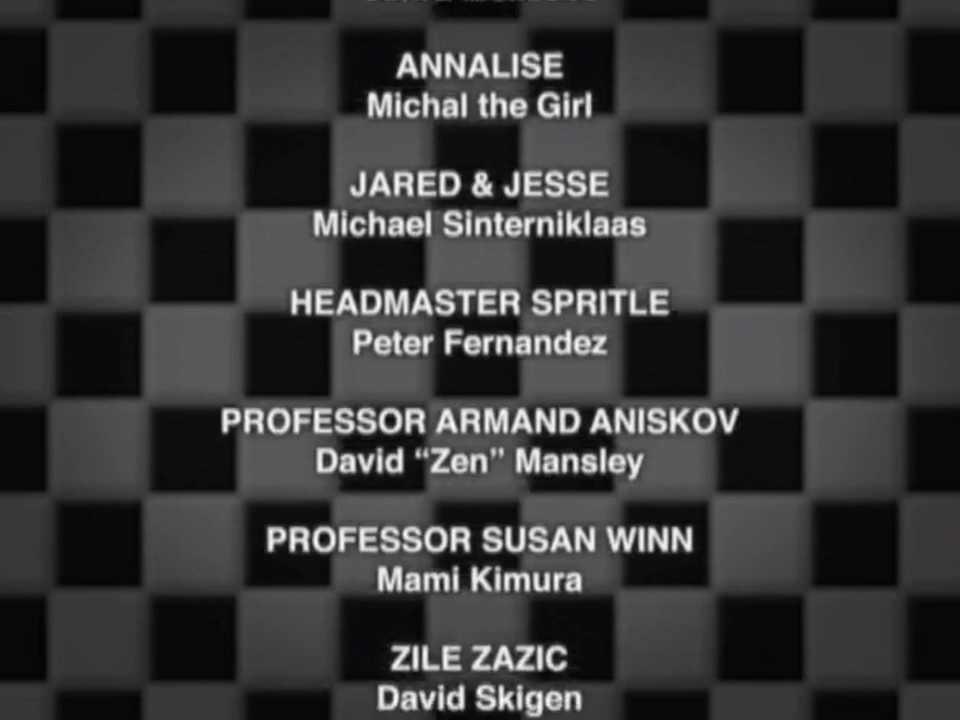 ANNALISE
Michal the Girl
JARED & JESSE
Michael Sinterniklaas
HEADMASTER SPRITLE
Peter Fernandez
PROFESSOR ARMAND ANISKOV
David “Zen” Mansley
PROFESSOR SUSAN WINN
Mami Kimura
ZILE ZAZIC
David Skigen